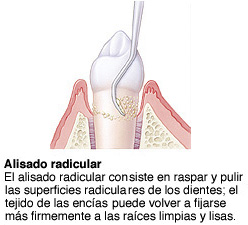 Alisado radicular
El alisado radicular consiste en raspar y pulir
las superficies radiculares de los dientes; el
tejido de las encías puede volver a fijarse
más firmemente a las raíces limpias y lisas.